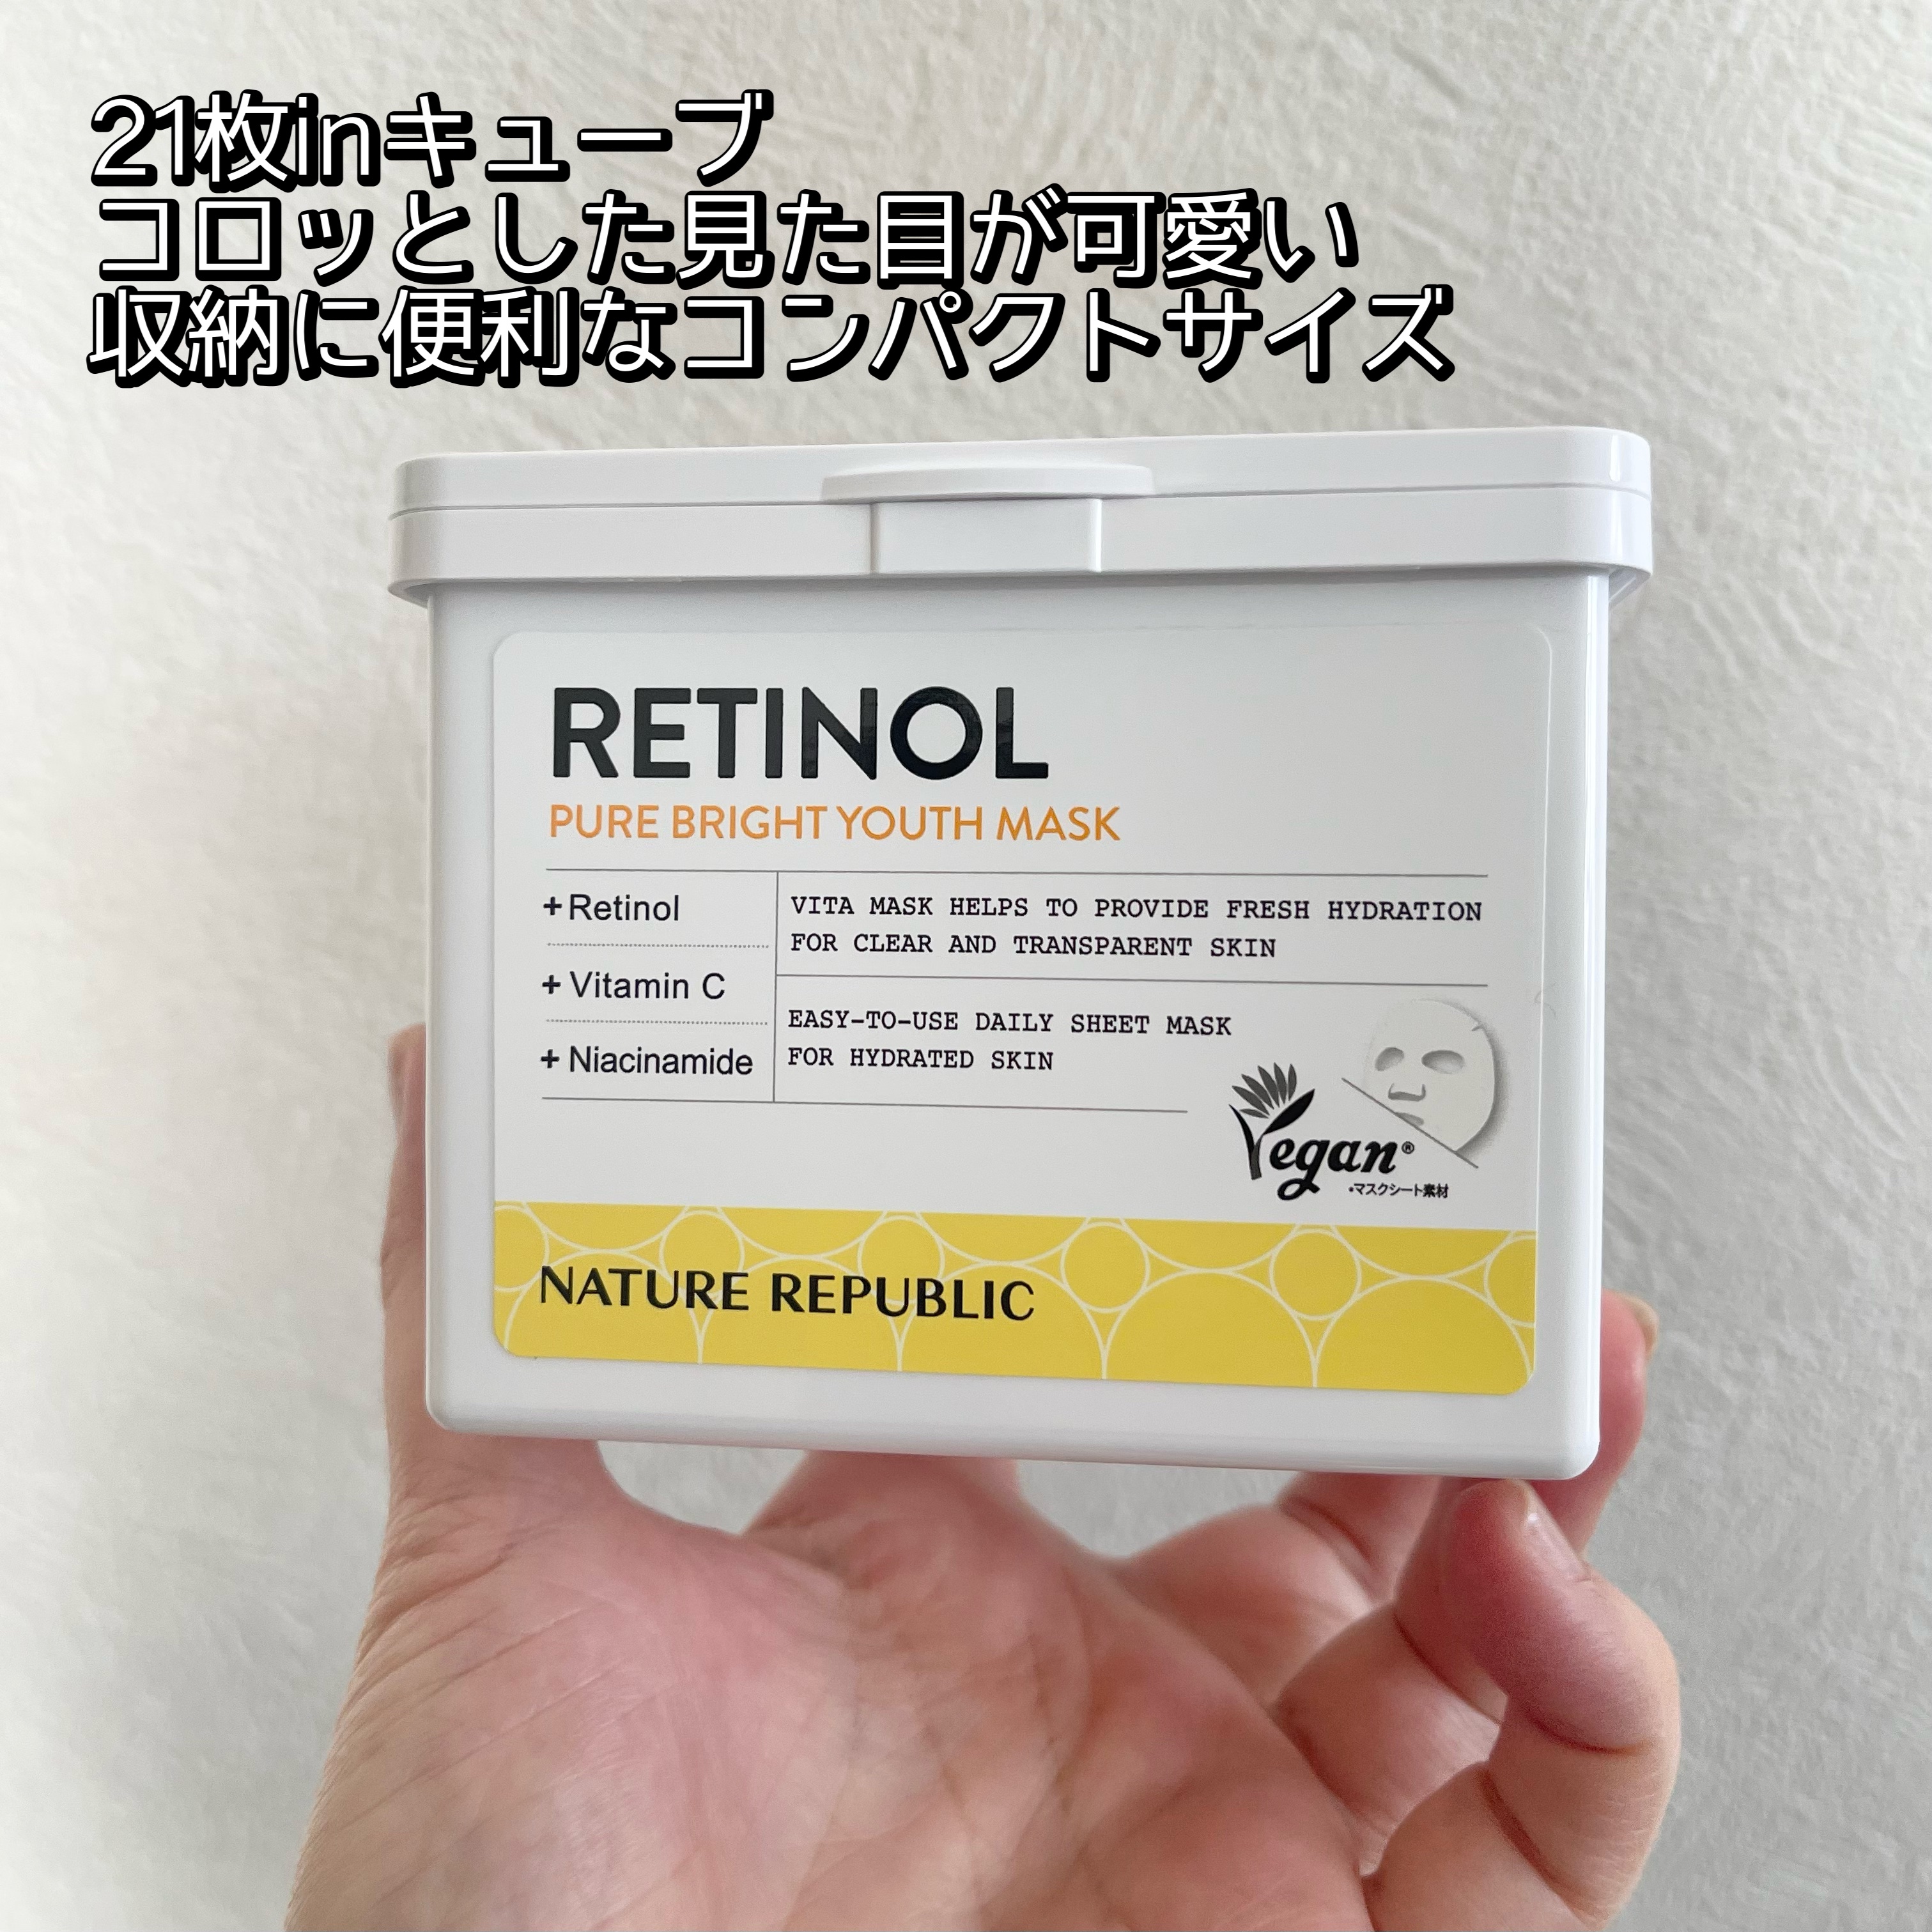 21枚inキューブ
コロッとした見た目が可愛い
収納に便利なコンパクトサイズ
RETINOL
PURE BRIGHT YOUTH MASK
+Retinol
+ Vitamin C
+ Niacinamide
VITA MASK HELPS TO PROVIDE FRESH HYDRATION
FOR CLEAR AND TRANSPARENT SKIN
EASY-TO-USE DAILY SHEET MASK
FOR HYDRATED SKIN
Vegan®
•マスクシート素材
NATURE REPUBLIC